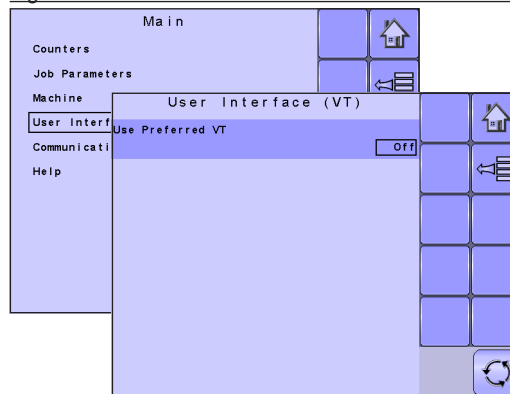 Main
Counters
Job Parameters
Machine
User Interf
Communicati
Help
User Interface (VT)
Use Preferred VT
Off